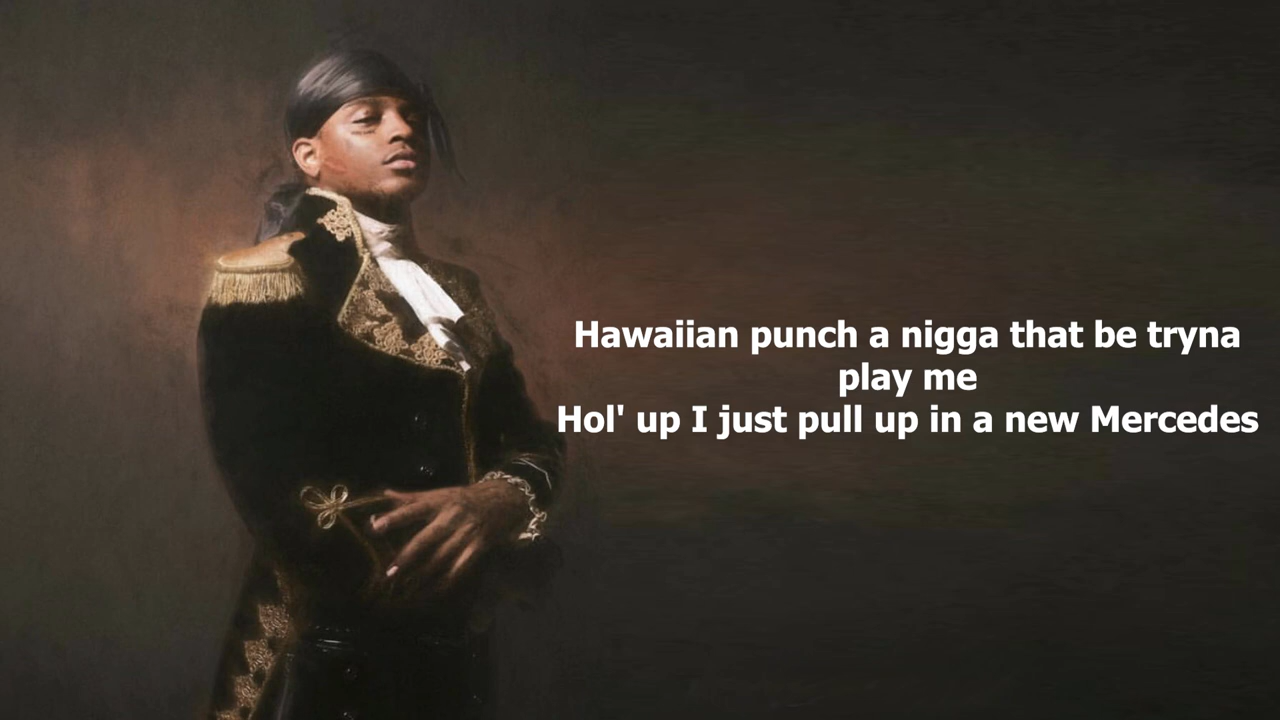 Hawaiian punch a nigga that be tryna
play me
Hol' up I just pull up in a new Mercedes